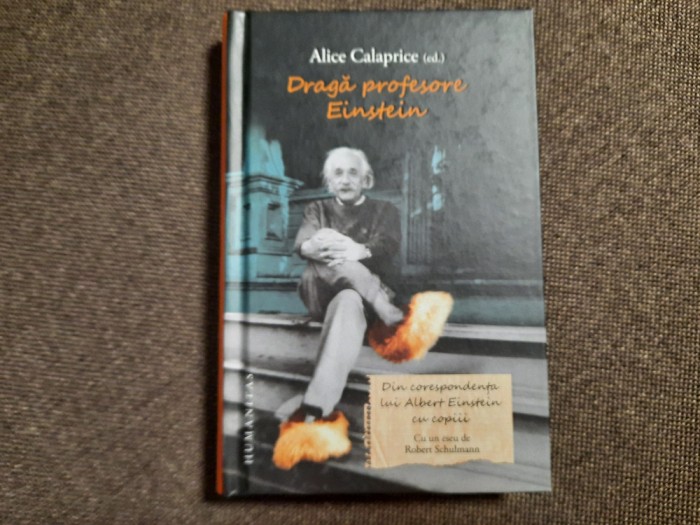 Alice Calaprice (ed.)
Dragă profesore
Einstein
Din corespondența
lui Albert Einstein
cu copiii
Cu un eseu de
Robert Schulmann
HUMANITAS